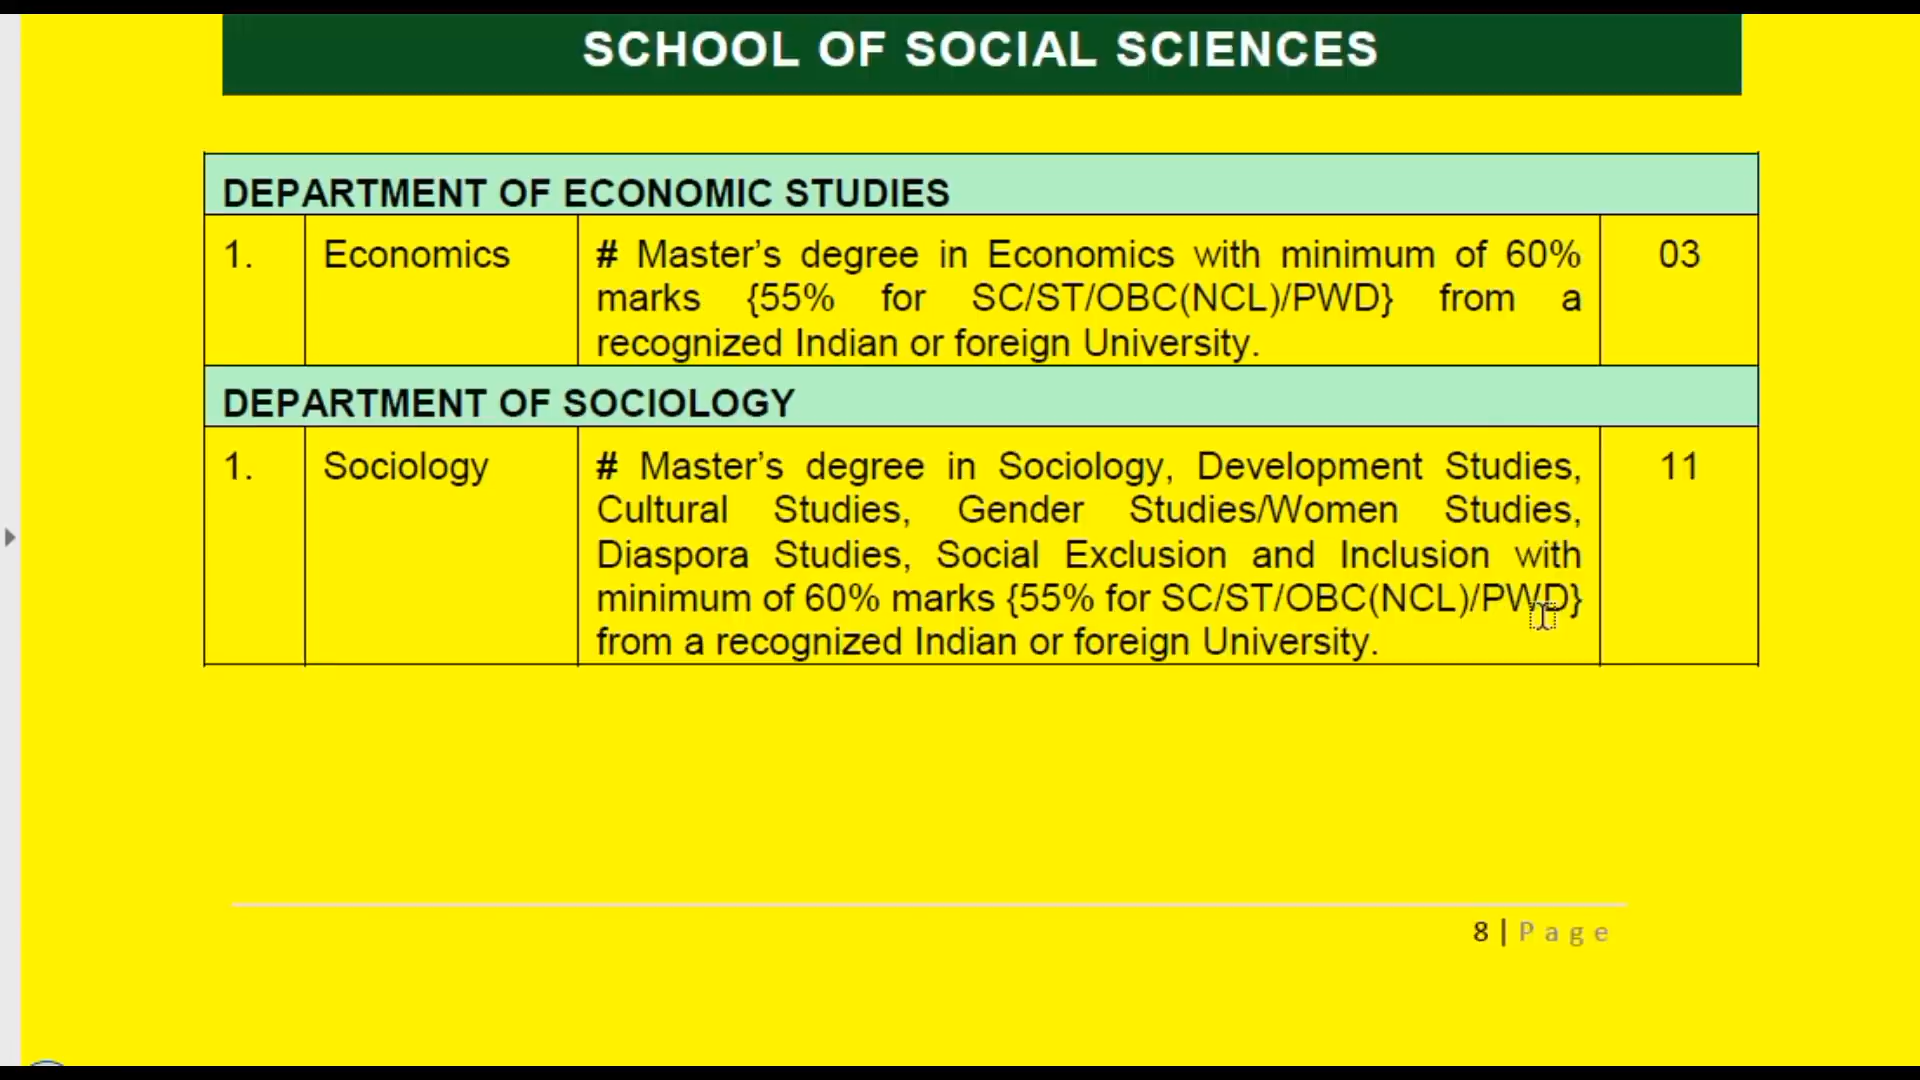 SCHOOL OF SOCIAL SCIENCES
DEPARTMENT OF ECONOMIC STUDIES
1. Economics # Master’s degree in Economics with minimum of 60% 03
marks {55% for SC/ST/OBC(NCL)/PWD} from a
recognized Indian or foreign University.
DEPARTMENT OF SOCIOLOGY
1. Sociology # Master’s degree in Sociology, Development Studies, 11
Cultural Studies, Gender Studies/Women Studies,
Diaspora Studies, Social Exclusion and Inclusion with
minimum of 60% marks {55% for SC/ST/OBC(NCL)/PWD}
from a recognized Indian or foreign University.
8 | Page